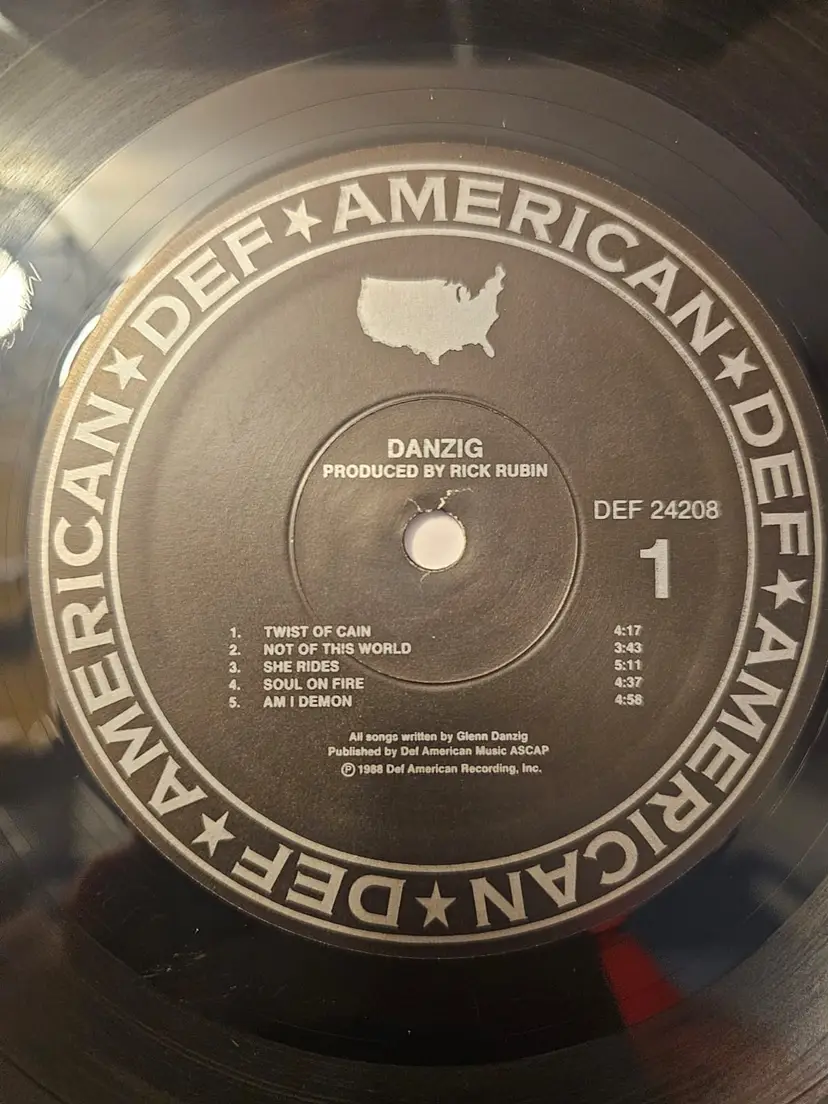 DEF ★ AMERICAN ★ DEF ★ AMERICAN ★ DEF ★ AMERICAN ★
DANZIG
PRODUCED BY RICK RUBIN
DEF 24208
1
1. TWIST OF CAIN 4:17
2. NOT OF THIS WORLD 3:43
3. SHE RIDES 5:11
4. SOUL ON FIRE 4:37
5. AM I DEMON 4:58
All songs written by Glenn Danzig
Published by Def American Music ASCAP
Ⓟ 1988 Def American Recording, Inc.